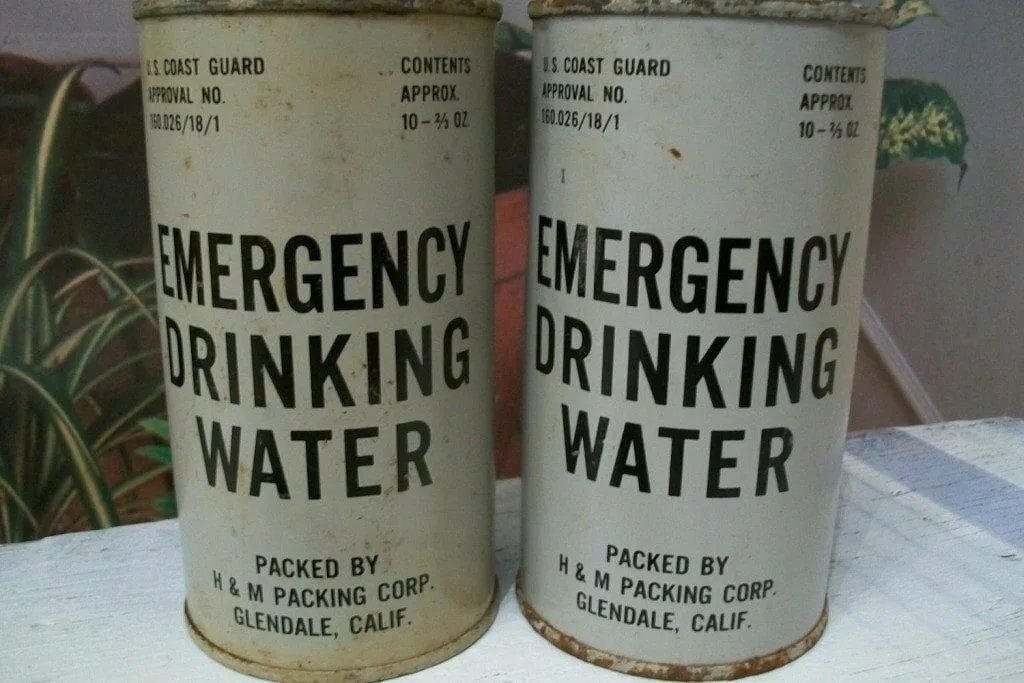 U.S. COAST GUARD
APPROVAL NO.
160.026/18/1
CONTENTS
APPROX.
10 – ⅔ OZ.
EMERGENCY
DRINKING
WATER
PACKED BY
H & M PACKING CORP.
GLENDALE, CALIF.
U.S. COAST GUARD
APPROVAL NO.
160.026/18/1
CONTENTS
APPROX.
10 – ⅔ OZ.
EMERGENCY
DRINKING
WATER
PACKED BY
H & M PACKING CORP.
GLENDALE, CALIF.